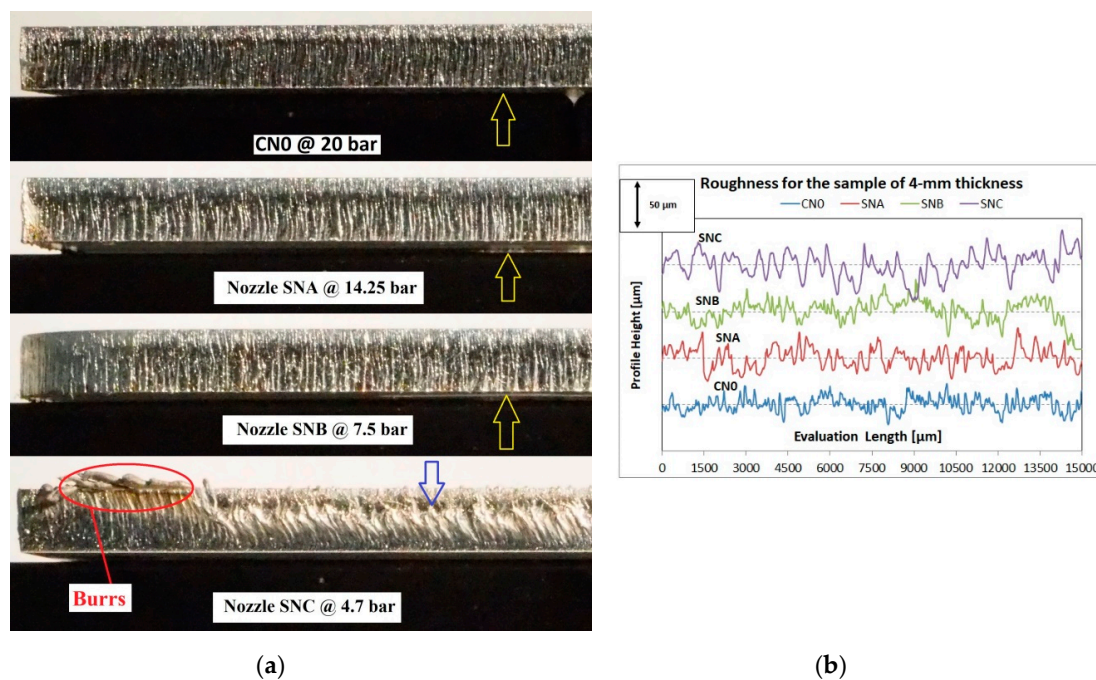 CN0 @ 20 bar
Nozzle SNA @ 14.25 bar
Nozzle SNB @ 7.5 bar
Burrs
Nozzle SNC @ 4.7 bar
(a)
Roughness for the sample of 4-mm thickness
50 µm
CN0 SNA SNB SNC
Profile Height [µm]
SNC
SNB
SNA
CN0
Evaluation Length [µm]
0 1500 3000 4500 6000 7500 9000 10500 12000 13500 15000
(b)